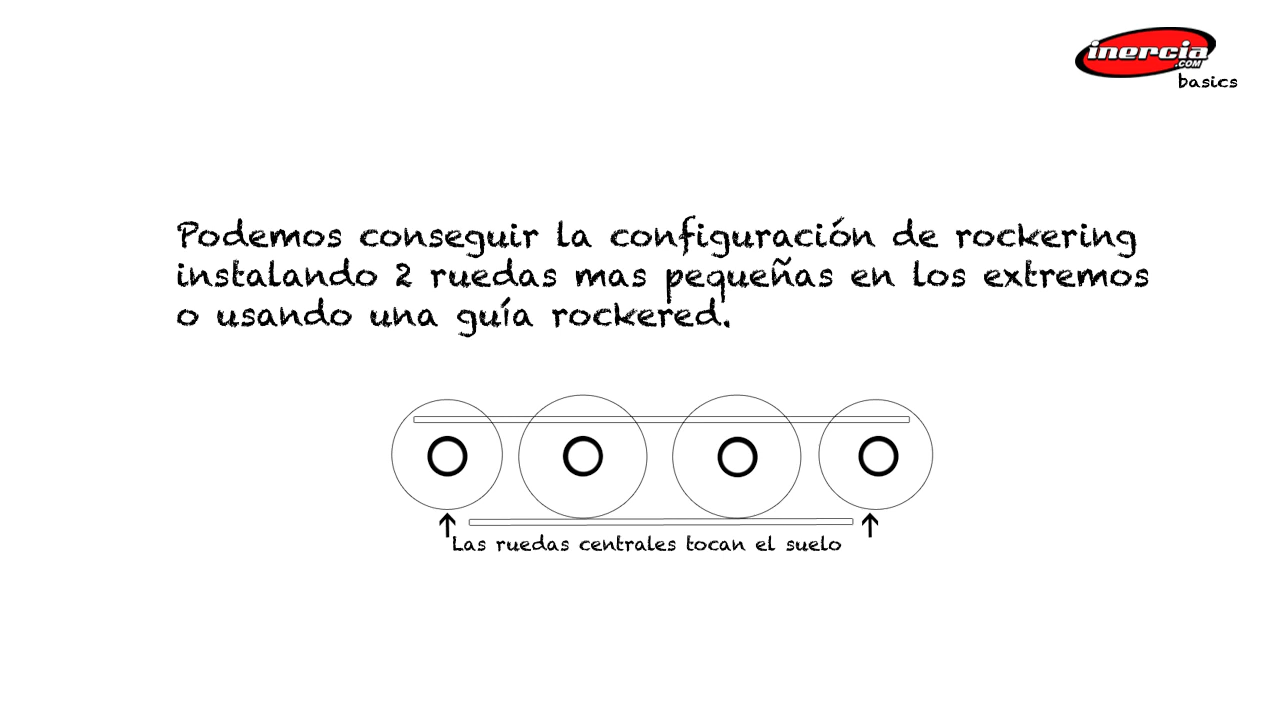 inercia
.COM
basics
Podemos conseguir la configuración de rockering
instalando 2 ruedas mas pequeñas en los extremos
o usando una guía rockered.
Las ruedas centrales tocan el suelo